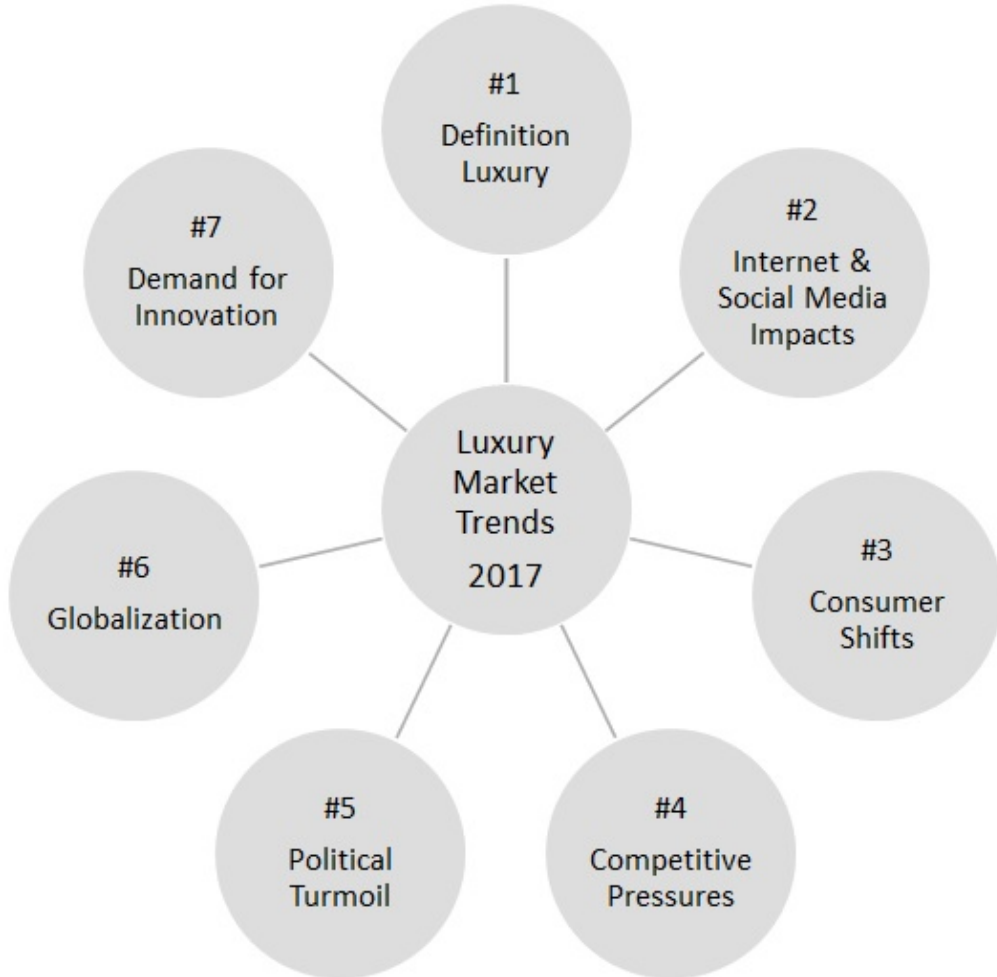 #1
Definition
Luxury
#2
Internet &
Social Media
Impacts
#3
Consumer
Shifts
#4
Competitive
Pressures
#5
Political
Turmoil
#6
Globalization
#7
Demand for
Innovation
Luxury
Market
Trends
2017